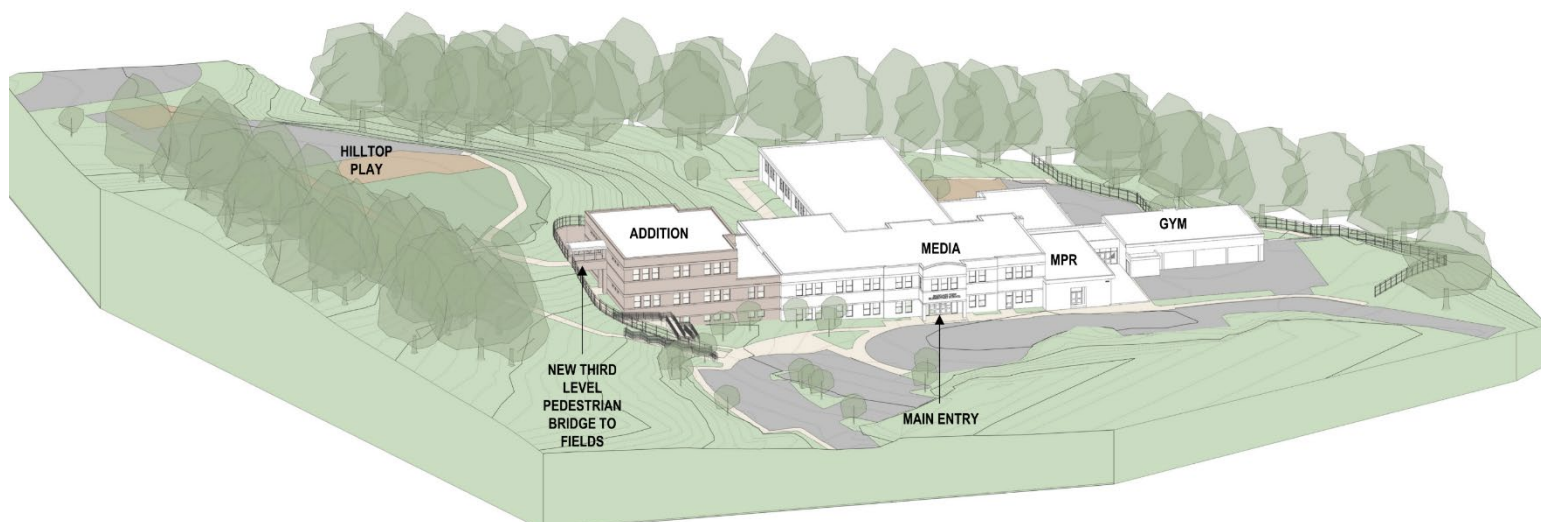 HILLTOP
PLAY
ADDITION
MEDIA
MPR
GYM
NEW THIRD
LEVEL
PEDESTRIAN
BRIDGE TO
FIELDS
MAIN ENTRY